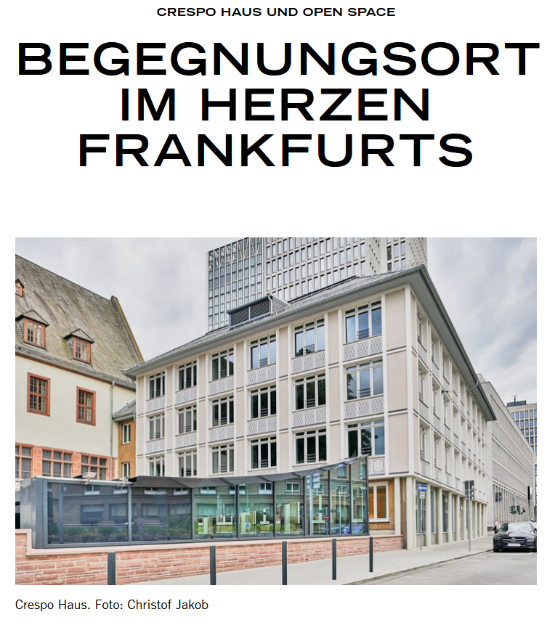 CRESPO HAUS UND OPEN SPACE
BEGEGNUNGSORT
IM HERZEN
FRANKFURTS
Crespo Haus. Foto: Christof Jakob